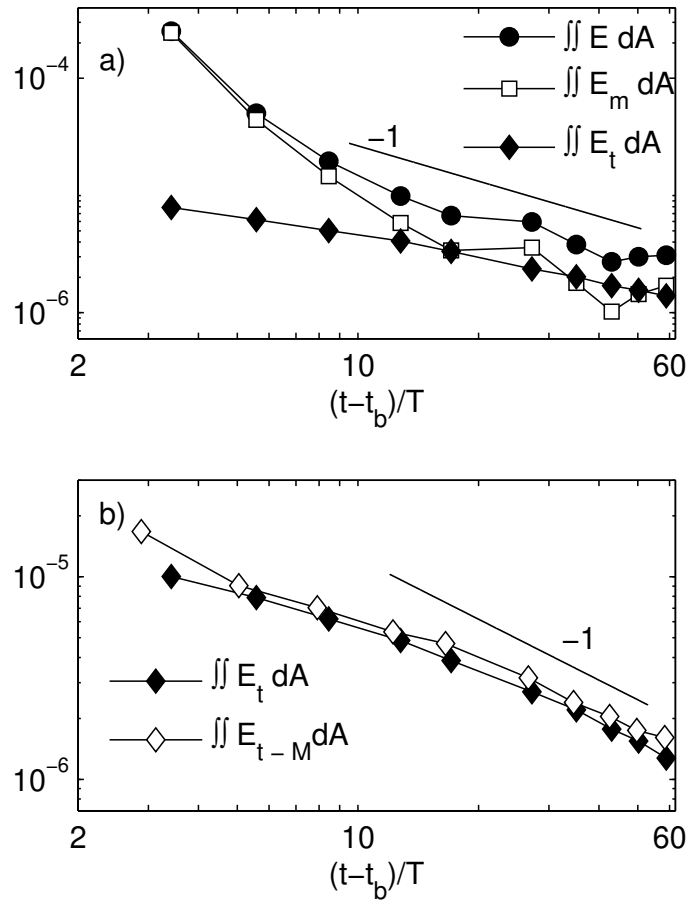 a)
∬ E dA
∬ E_m dA
∬ E_t dA
−1
10^−4
10^−6
2 10 60
(t−t_b)/T
b)
−1
∬ E_t dA
∬ E_{t − M}dA
10^−5
10^−6
2 10 60
(t−t_b)/T